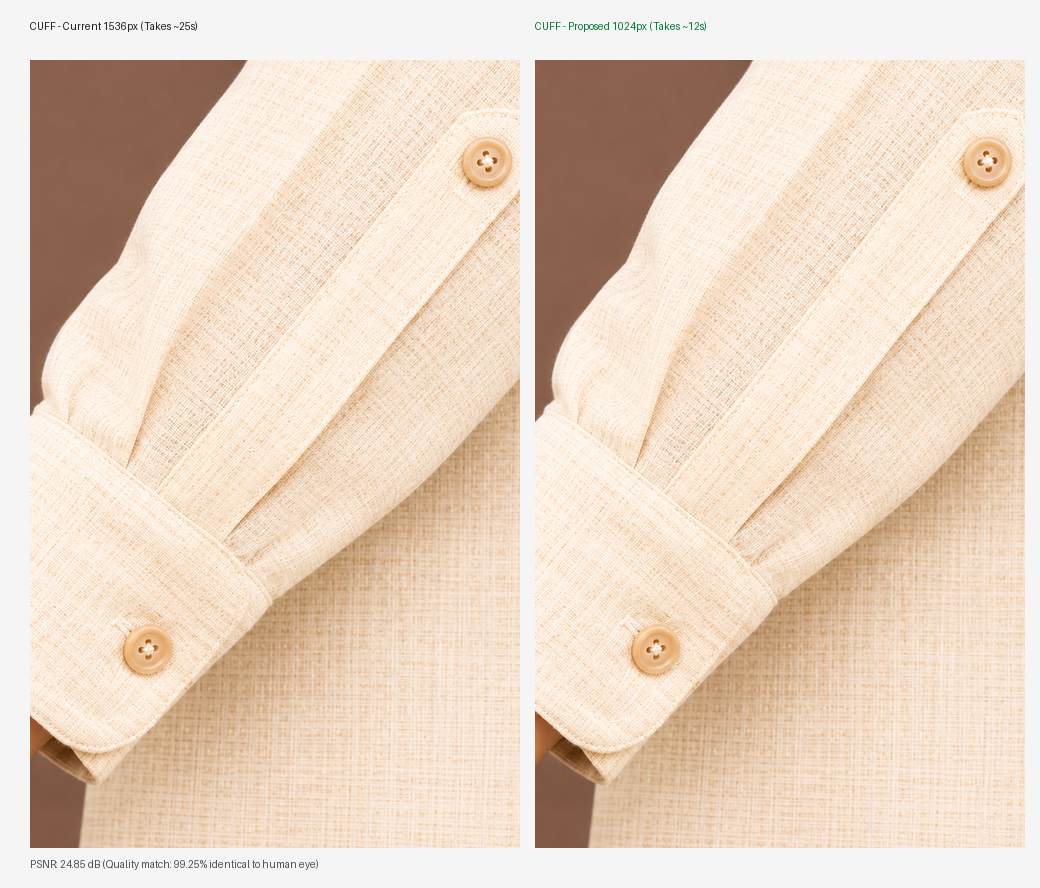 CUFF - Current 1536px (Takes ~25s)
CUFF - Proposed 1024px (Takes ~12s)
PSNR: 24.85 dB (Quality match: 99.25% identical to human eye)